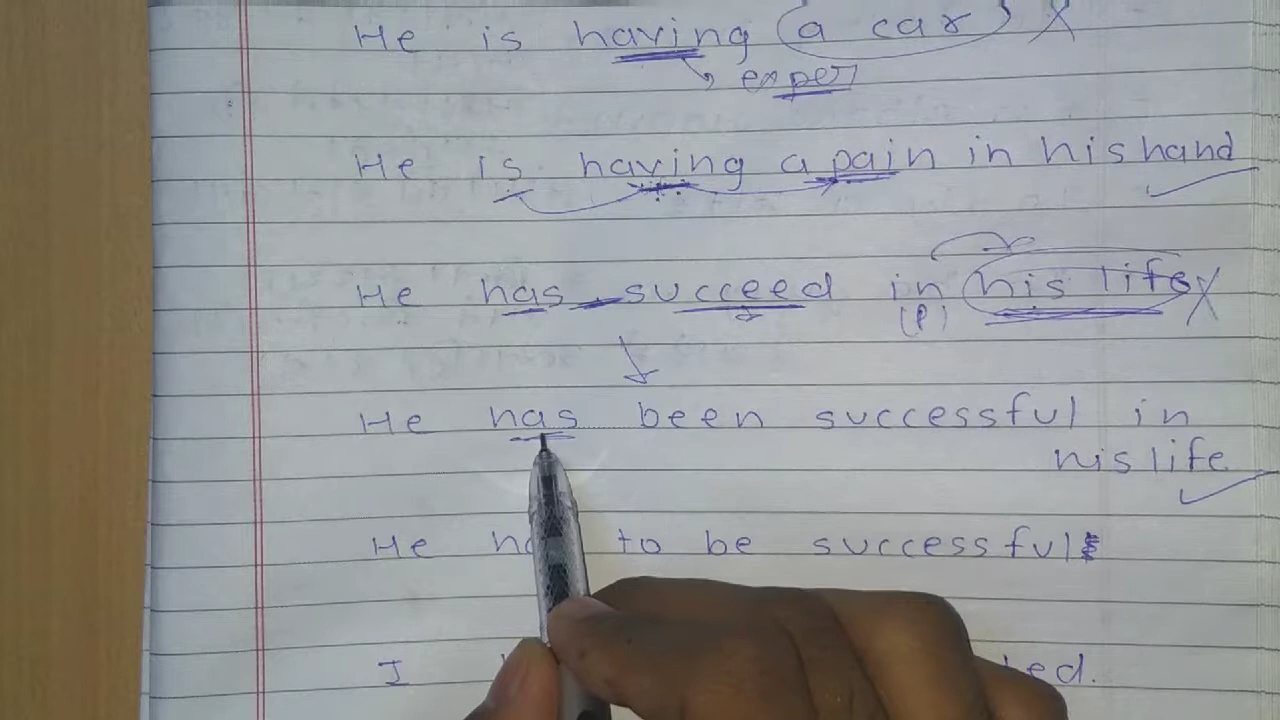 He is having (a car) X
exper
He is having a pain in his hand
He has succeed in his life X
(P)
He has been successful in
his life
He to be successful
I